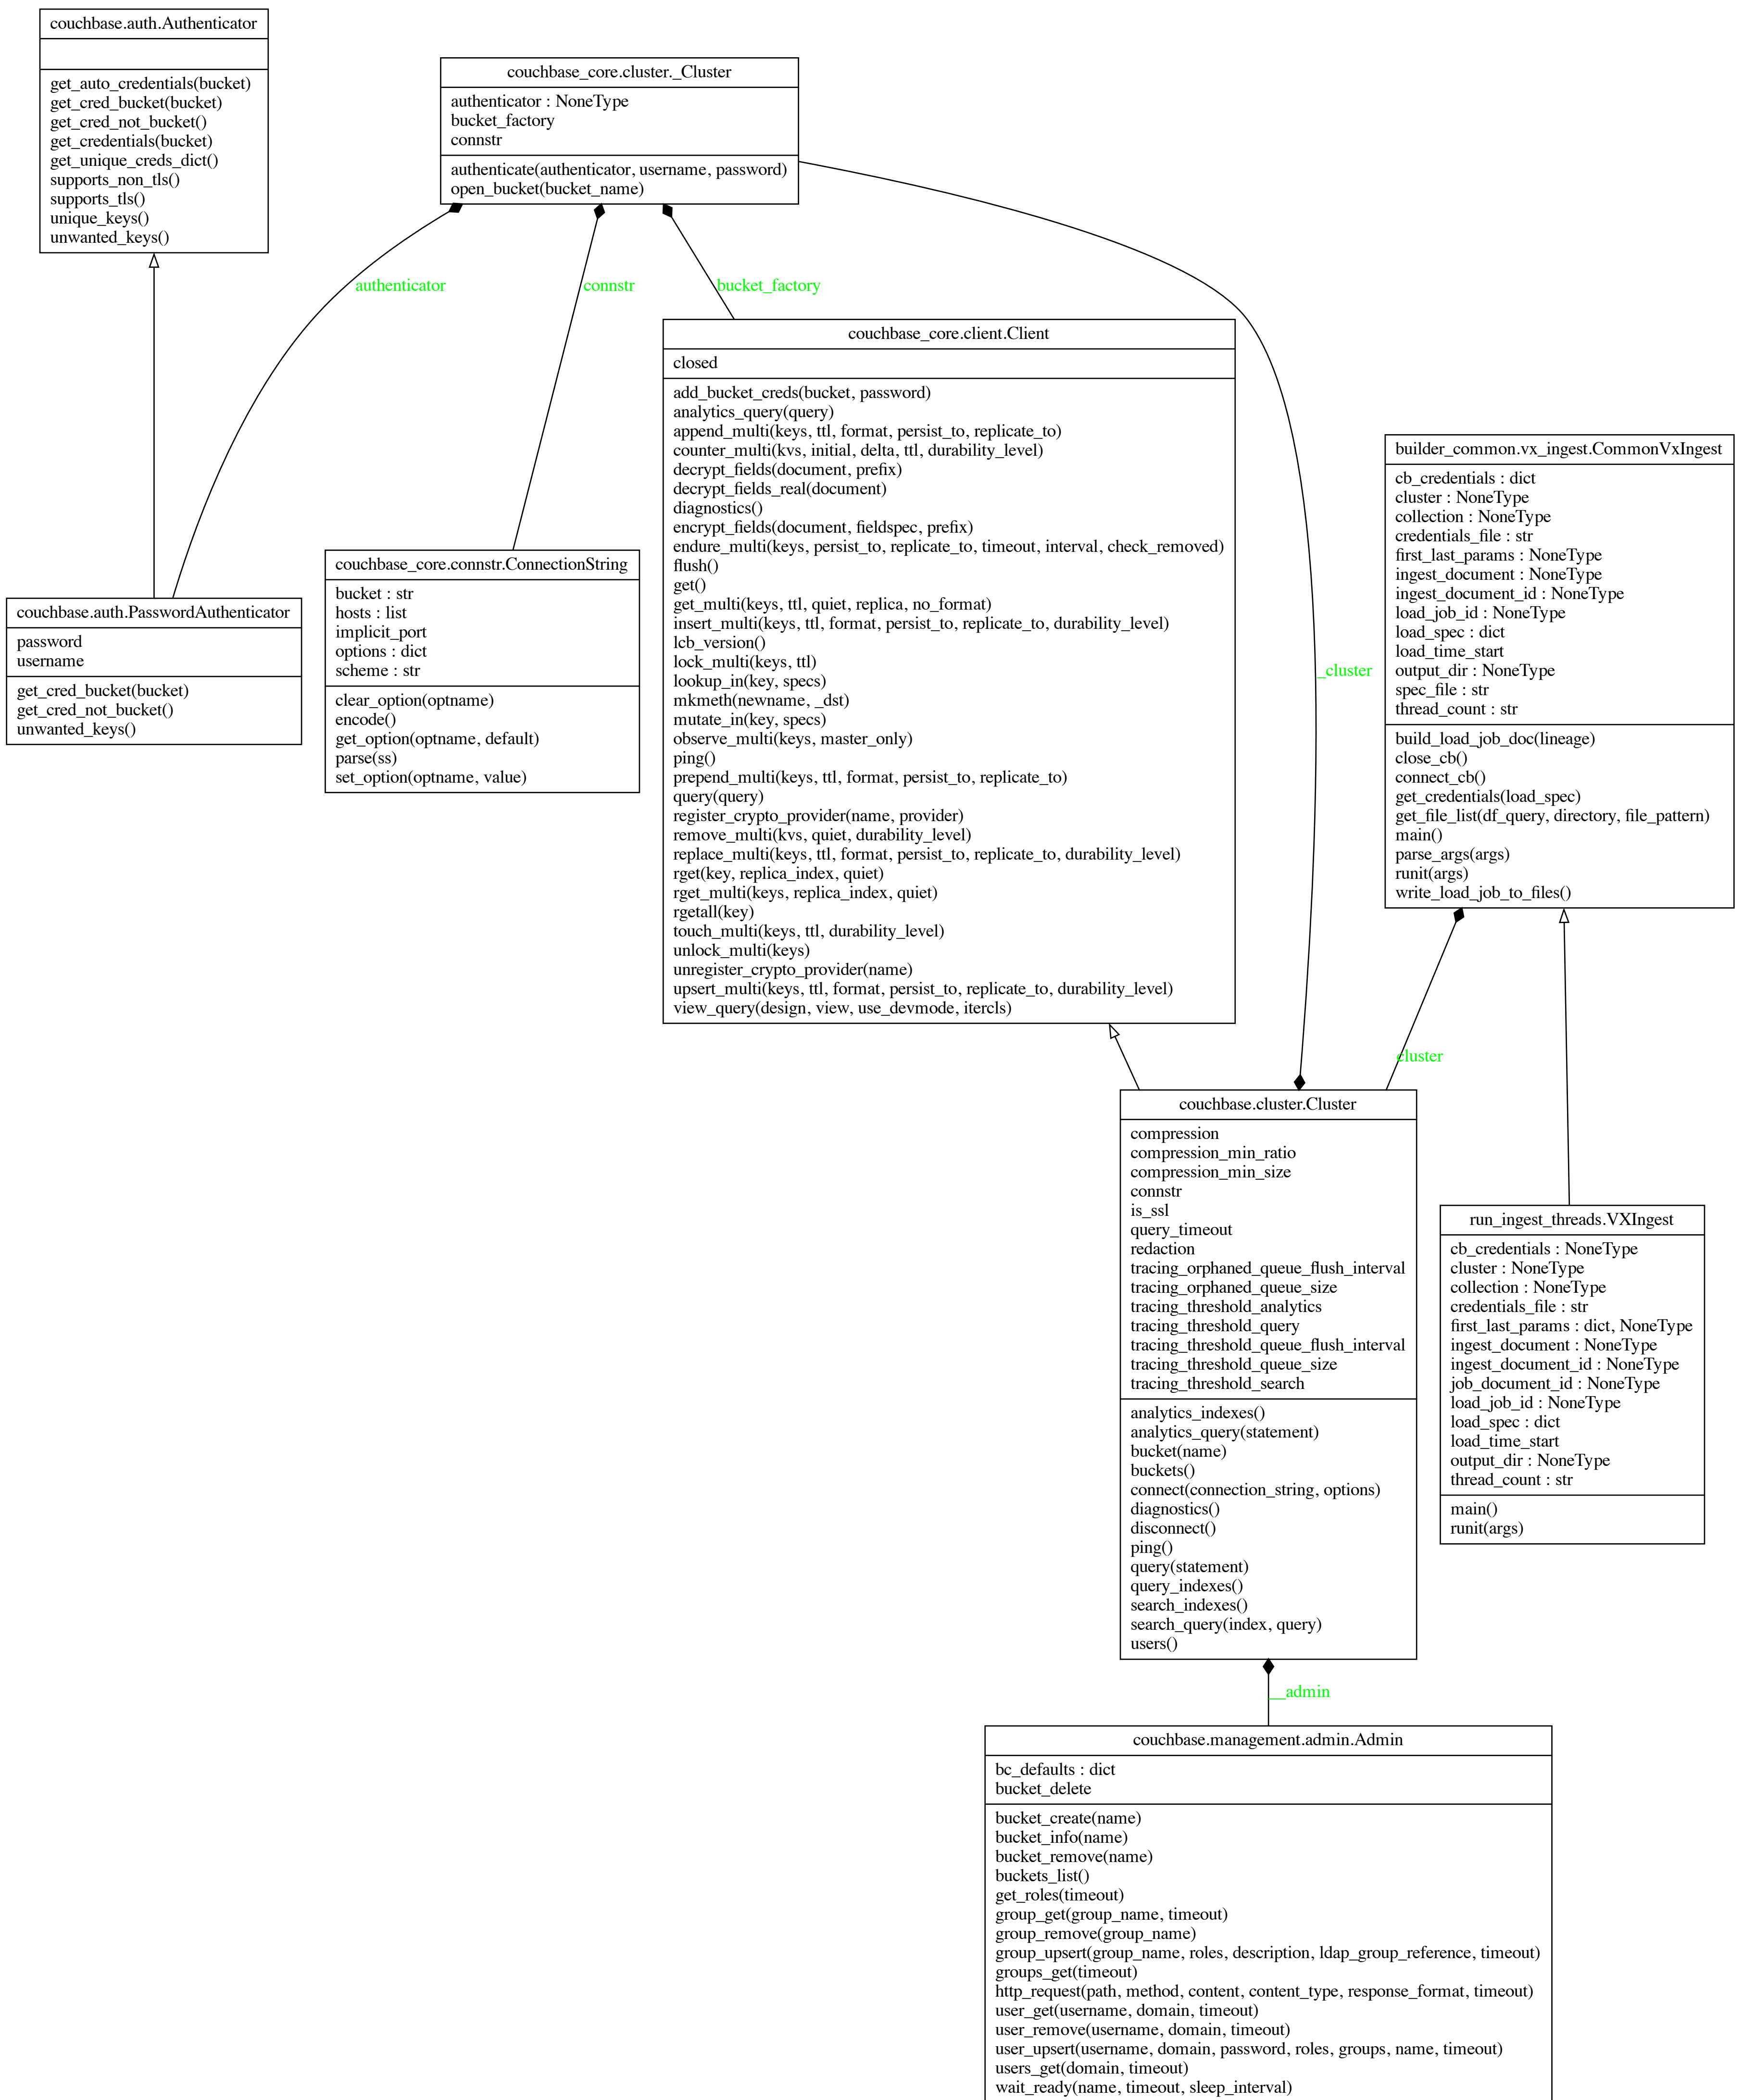 couchbase.auth.Authenticator
get_auto_credentials(bucket)
get_cred_bucket(bucket)
get_cred_not_bucket()
get_credentials(bucket)
get_unique_creds_dict()
supports_non_tls()
supports_tls()
unique_keys()
unwanted_keys()
couchbase_core.cluster._Cluster
authenticator : NoneType
bucket_factory
connstr
authenticate(authenticator, username, password)
open_bucket(bucket_name)
authenticator
connstr
bucket_factory
couchbase_core.client.Client
closed
add_bucket_creds(bucket, password)
analytics_query(query)
append_multi(keys, ttl, format, persist_to, replicate_to)
counter_multi(kvs, initial, delta, ttl, durability_level)
decrypt_fields(document, prefix)
decrypt_fields_real(document)
diagnostics()
encrypt_fields(document, fieldspec, prefix)
endure_multi(keys, persist_to, replicate_to, timeout, interval, check_removed)
flush()
get()
get_multi(keys, ttl, quiet, replica, no_format)
insert_multi(keys, ttl, format, persist_to, replicate_to, durability_level)
lcb_version()
lock_multi(keys, ttl)
lookup_in(key, specs)
mkmeth(newname, _dst)
mutate_in(key, specs)
observe_multi(keys, master_only)
ping()
prepend_multi(keys, ttl, format, persist_to, replicate_to)
query(query)
register_crypto_provider(name, provider)
remove_multi(kvs, quiet, durability_level)
replace_multi(keys, ttl, format, persist_to, replicate_to, durability_level)
rget(key, replica_index, quiet)
rget_multi(keys, replica_index, quiet)
rgetall(key)
touch_multi(keys, ttl, durability_level)
unlock_multi(keys)
unregister_crypto_provider(name)
upsert_multi(keys, ttl, format, persist_to, replicate_to, durability_level)
view_query(design, view, use_devmode, itercls)
couchbase.auth.PasswordAuthenticator
password
username
get_cred_bucket(bucket)
get_cred_not_bucket()
unwanted_keys()
couchbase_core.connstr.ConnectionString
bucket : str
hosts : list
implicit_port
options : dict
scheme : str
clear_option(optname)
encode()
get_option(optname, default)
parse(ss)
set_option(optname, value)
_cluster
builder_common.vx_ingest.CommonVxIngest
cb_credentials : dict
cluster : NoneType
collection : NoneType
credentials_file : str
first_last_params : NoneType
ingest_document : NoneType
ingest_document_id : NoneType
load_job_id : NoneType
load_spec : dict
load_time_start
output_dir : NoneType
spec_file : str
thread_count : str
build_load_job_doc(lineage)
close_cb()
connect_cb()
get_credentials(load_spec)
get_file_list(df_query, directory, file_pattern)
main()
parse_args(args)
runit(args)
write_load_job_to_files()
cluster
couchbase.cluster.Cluster
compression
compression_min_ratio
compression_min_size
connstr
is_ssl
query_timeout
redaction
tracing_orphaned_queue_flush_interval
tracing_orphaned_queue_size
tracing_threshold_analytics
tracing_threshold_query
tracing_threshold_queue_flush_interval
tracing_threshold_queue_size
tracing_threshold_search
analytics_indexes()
analytics_query(statement)
bucket(name)
buckets()
connect(connection_string, options)
diagnostics()
disconnect()
ping()
query(statement)
query_indexes()
search_indexes()
search_query(index, query)
users()
run_ingest_threads.VXIngest
cb_credentials : NoneType
cluster : NoneType
collection : NoneType
credentials_file : str
first_last_params : dict, NoneType
ingest_document : NoneType
ingest_document_id : NoneType
job_document_id : NoneType
load_job_id : NoneType
load_spec : dict
load_time_start
output_dir : NoneType
thread_count : str
main()
runit(args)
__admin
couchbase.management.admin.Admin
bc_defaults : dict
bucket_delete
bucket_create(name)
bucket_info(name)
bucket_remove(name)
buckets_list()
get_roles(timeout)
group_get(group_name, timeout)
group_remove(group_name)
group_upsert(group_name, roles, description, ldap_group_reference, timeout)
groups_get(timeout)
http_request(path, method, content, content_type, response_format, timeout)
user_get(username, domain, timeout)
user_remove(username, domain, timeout)
user_upsert(username, domain, password, roles, groups, name, timeout)
users_get(domain, timeout)
wait_ready(name, timeout, sleep_interval)